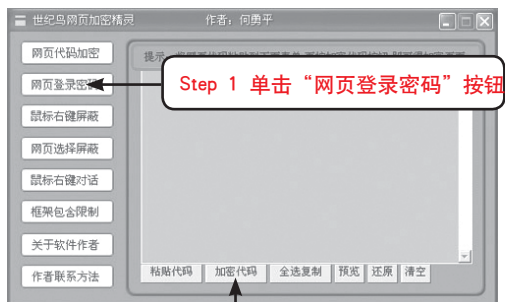 世纪鸟网页加密精灵 作者：何勇平
网页代码加密
提示：
网页登录密码
Step 1 单击“网页登录密码”按钮
鼠标右键屏蔽
网页选择屏蔽
鼠标右键对话
框架包含限制
关于软件作者
作者联系方法
粘贴代码 加密代码 全选复制 预览 还原 清空